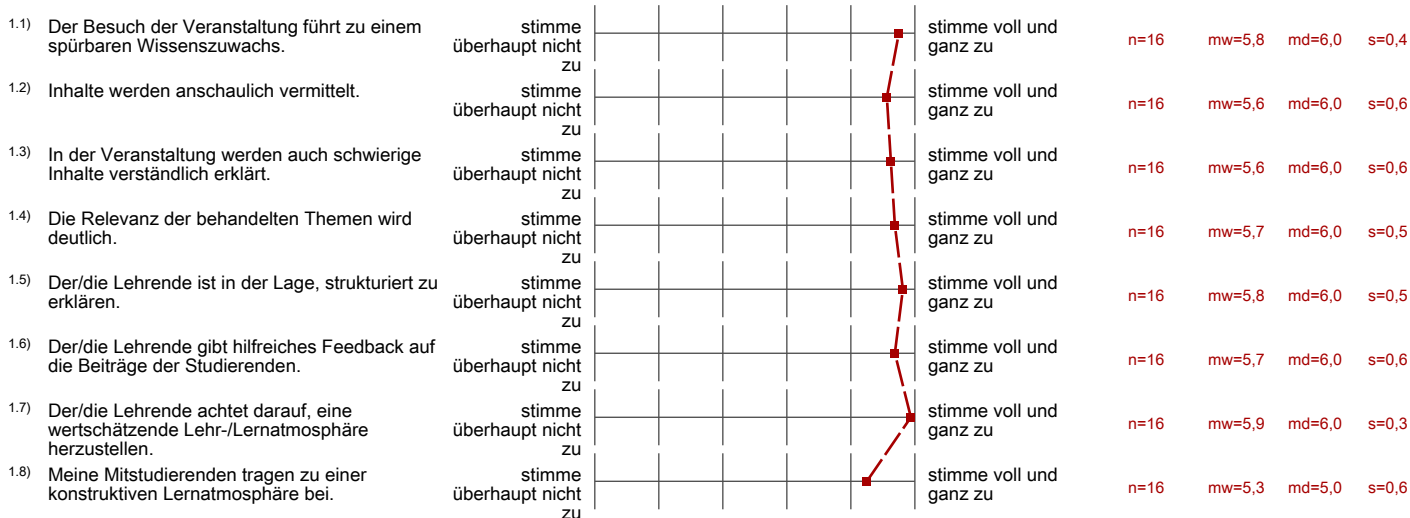 1.1) Der Besuch der Veranstaltung führt zu einem
spürbaren Wissenszuwachs.
stimme
überhaupt nicht
zu
stimme voll und
ganz zu
n=16 mw=5,8 md=6,0 s=0,4
1.2) Inhalte werden anschaulich vermittelt.
stimme
überhaupt nicht
zu
stimme voll und
ganz zu
n=16 mw=5,6 md=6,0 s=0,6
1.3) In der Veranstaltung werden auch schwierige
Inhalte verständlich erklärt.
stimme
überhaupt nicht
zu
stimme voll und
ganz zu
n=16 mw=5,6 md=6,0 s=0,6
1.4) Die Relevanz der behandelten Themen wird
deutlich.
stimme
überhaupt nicht
zu
stimme voll und
ganz zu
n=16 mw=5,7 md=6,0 s=0,5
1.5) Der/die Lehrende ist in der Lage, strukturiert zu
erklären.
stimme
überhaupt nicht
zu
stimme voll und
ganz zu
n=16 mw=5,8 md=6,0 s=0,5
1.6) Der/die Lehrende gibt hilfreiches Feedback auf
die Beiträge der Studierenden.
stimme
überhaupt nicht
zu
stimme voll und
ganz zu
n=16 mw=5,7 md=6,0 s=0,6
1.7) Der/die Lehrende achtet darauf, eine
wertschätzende Lehr-/Lernatmosphäre
herzustellen.
stimme
überhaupt nicht
zu
stimme voll und
ganz zu
n=16 mw=5,9 md=6,0 s=0,3
1.8) Meine Mitstudierenden tragen zu einer
konstruktiven Lernatmosphäre bei.
stimme
überhaupt nicht
zu
stimme voll und
ganz zu
n=16 mw=5,3 md=5,0 s=0,6